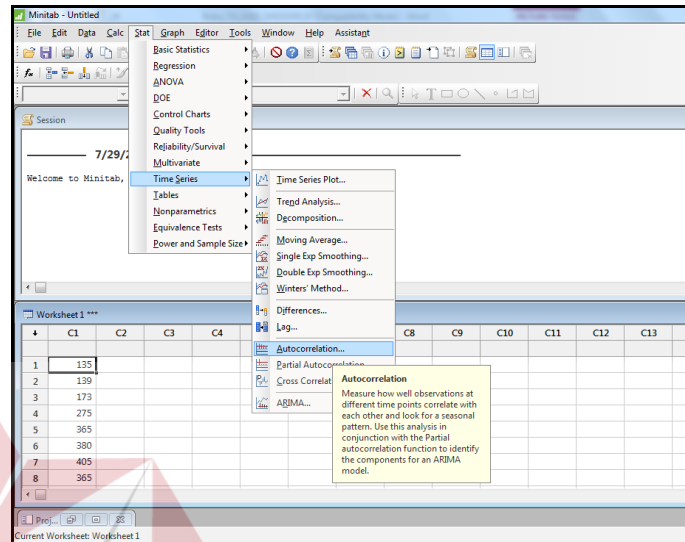 Minitab - Untitled
File Edit Data Calc Stat Graph Editor Tools Window Help Assistant
Basic Statistics
Regression
ANOVA
DOE
Control Charts
Quality Tools
Reliability/Survival
Multivariate
Time Series
Tables
Nonparametrics
Equivalence Tests
Power and Sample Size
Time Series Plot...
Trend Analysis...
Decomposition...
Moving Average...
Single Exp Smoothing...
Double Exp Smoothing...
Winters' Method...
Differences...
Lag...
Autocorrelation...
Partial Autocorrelation
Cross Correlat
ARIMA...
Autocorrelation
Measure how well observations at
different time points correlate with
each other and look for a seasonal
pattern. Use this analysis in
conjunction with the Partial
autocorrelation function to identify
the components for an ARIMA
model.
Session
7/29/2
Welcome to Minitab,
Worksheet 1 ***
C1 C2 C3 C4 C8 C9 C10 C11 C12 C13
1 135
2 139
3 173
4 275
5 365
6 380
7 405
8 365
Proj...
Current Worksheet: Worksheet 1